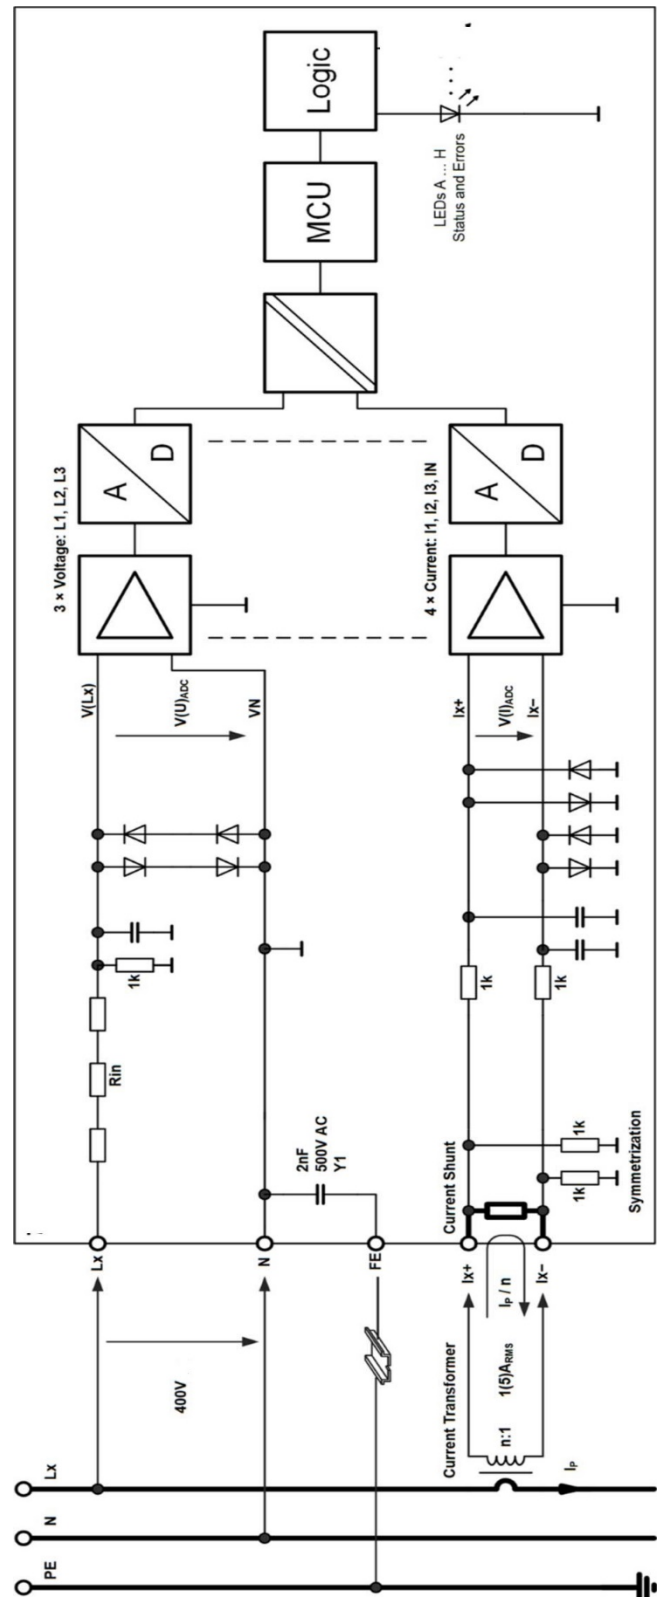 Logic
LEDs A ... H
Status and Errors
MCU
3 × Voltage: L1, L2, L3
A
D
4 × Current: I1, I2, I3, IN
A
D
V(Lx)
V(U)ADC
VN
Ix+
V(I)ADC
Ix–
1k
Rin
1k
1k
2nF
500V AC
Y1
Current Shunt
1k
1k
Symmetrization
Lx
N
FE
Ix+
IP / n
Ix–
400V
Current Transformer
n:1
1(5)ARMS
Lx
IP
N
PE